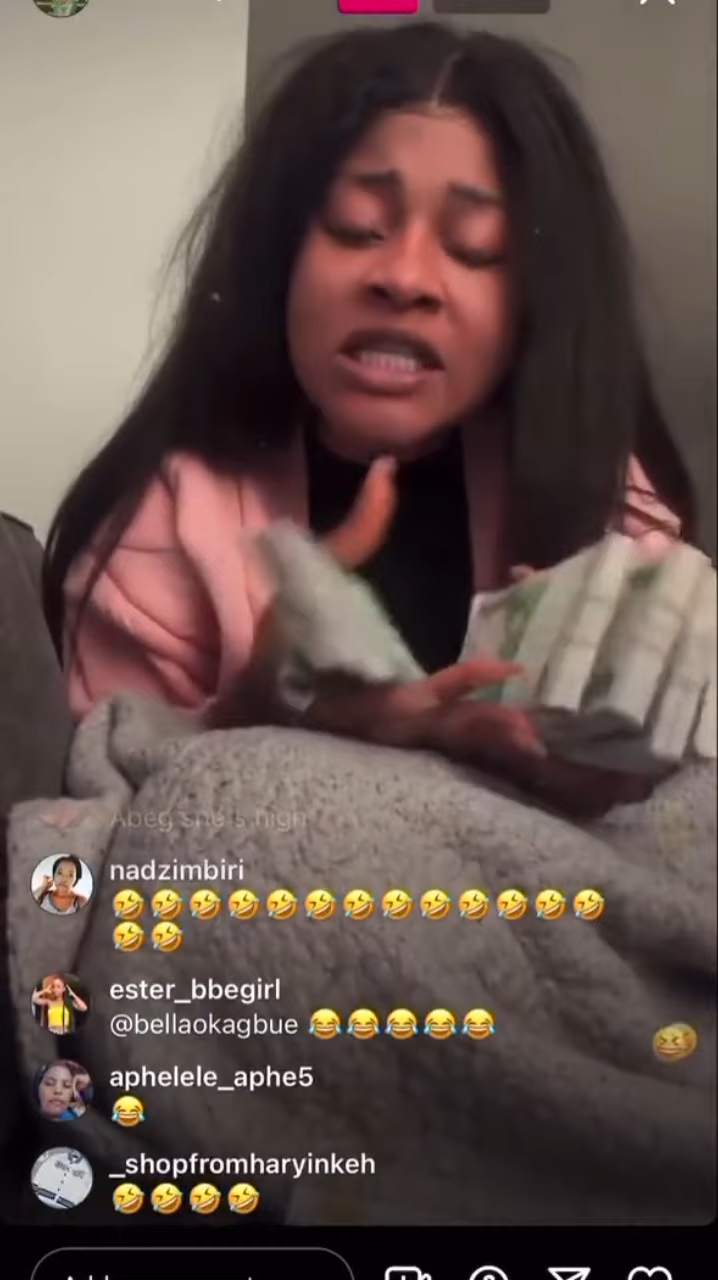 Abeg she's high
nadzimbiri
🤣🤣🤣🤣🤣🤣🤣🤣🤣🤣🤣🤣🤣
🤣🤣
ester_bbegirl
@bellaokagbue 😂😂😂😂😂
aphelele_aphe5
😂
_shopfromharyinkeh
🤣🤣🤣🤣